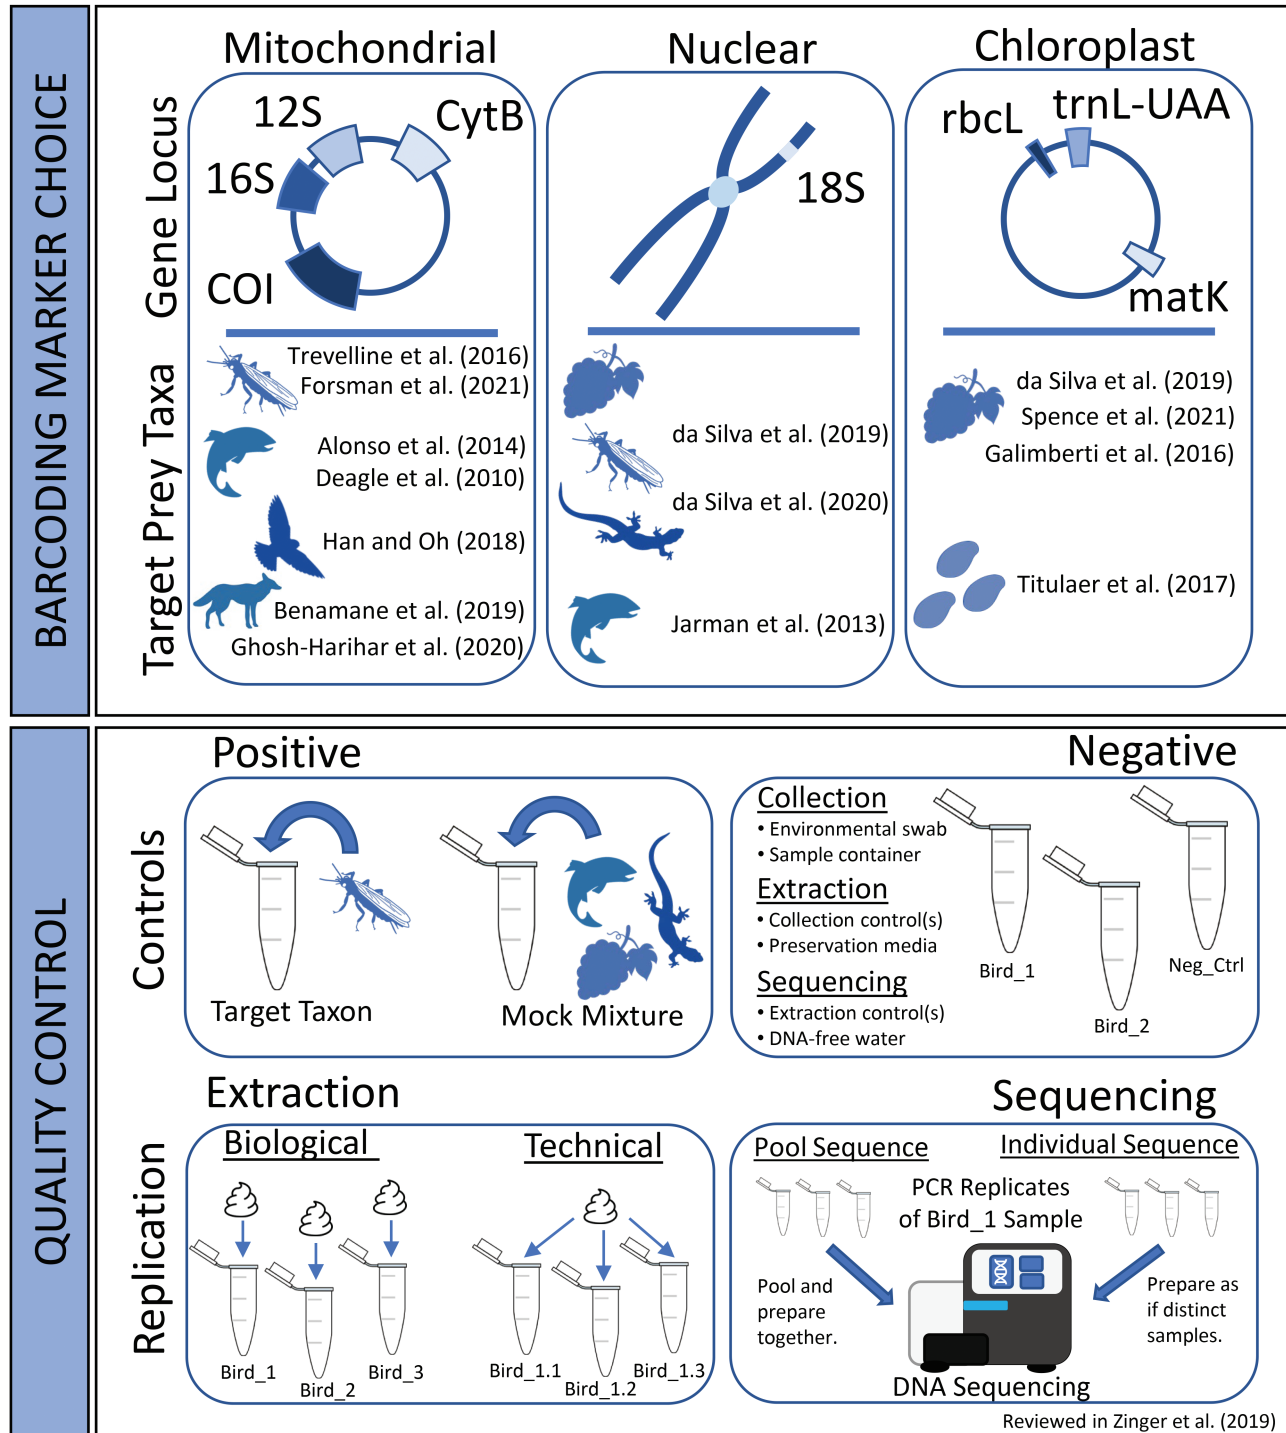 BARCODING MARKER CHOICE
Mitochondrial
Nuclear
Chloroplast
Gene Locus
12S
CytB
16S
COI
18S
rbcL
trnL-UAA
matK
Target Prey Taxa
Trevelline et al. (2016)
Forsman et al. (2021)
Alonso et al. (2014)
Deagle et al. (2010)
Han and Oh (2018)
Benamane et al. (2019)
Ghosh-Harihar et al. (2020)
da Silva et al. (2019)
da Silva et al. (2020)
Jarman et al. (2013)
da Silva et al. (2019)
Spence et al. (2021)
Galimberti et al. (2016)
Titulaer et al. (2017)
QUALITY CONTROL
Controls
Positive
Target Taxon
Mock Mixture
Negative
Collection
• Environmental swab
• Sample container
Extraction
• Collection control(s)
• Preservation media
Sequencing
• Extraction control(s)
• DNA-free water
Bird_1
Bird_2
Neg_Ctrl
Replication
Extraction
Biological
Bird_1
Bird_2
Bird_3
Technical
Bird_1.1
Bird_1.2
Bird_1.3
Sequencing
Pool Sequence
Individual Sequence
PCR Replicates
of Bird_1 Sample
Pool and
prepare
together.
Prepare as
if distinct
samples.
DNA Sequencing
Reviewed in Zinger et al. (2019)